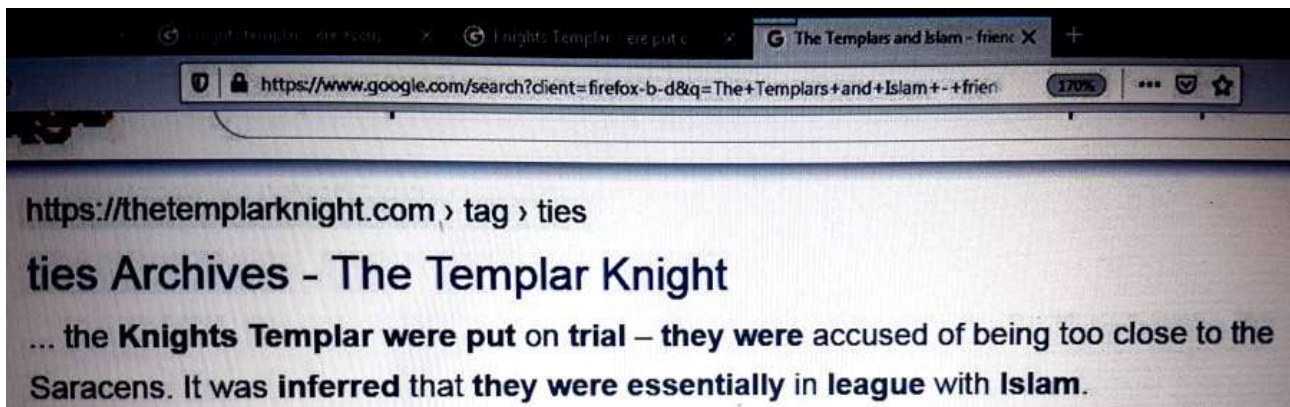 The Templars and Islam - frienc
https://www.google.com/search?client=firefox-b-d&q=The+Templars+and+Islam+-+frien 170%
https://thetemplarknight.com › tag › ties
ties Archives - The Templar Knight
... the Knights Templar were put on trial – they were accused of being too close to the
Saracens. It was inferred that they were essentially in league with Islam.